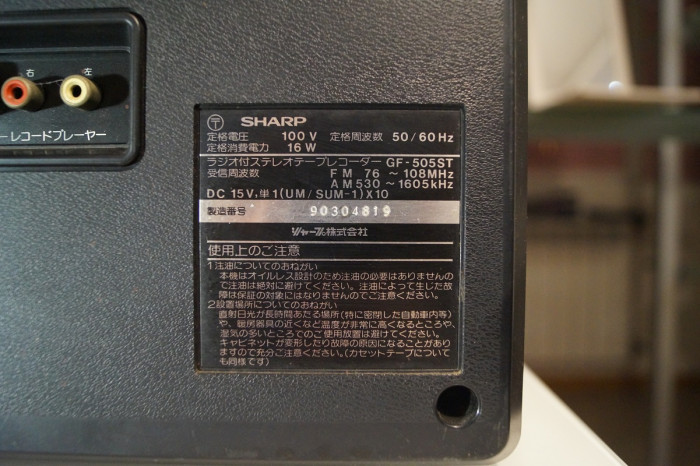 右 左
レコードプレーヤー
〒 SHARP
定格電圧 100V 定格周波数 50/60Hz
定格消費電力 16W
ラジオ付ステレオテープレコーダー GF-505ST
受信周波数 FM 76 ～108MHz
AM530 ～1605kHz
DC 15V,単1(UM/SUM-1)X10
製造番号 90304819
シャープ株式会社
使用上のご注意
1注油についてのおねがい
本機はオイルレス設計のため注油の必要はありませんの
で注油は絶対に避けてください。注油によって生じた故
障は保証の対象にはなりませんのでご注意ください。
2設置場所についてのおねがい
直射日光が長時間あたる場所(特に密閉した自動車内等)
や、暖房器具の近くなど温度が非常に高くなるところや、
湿気の多いところでのご使用放置は避けてください。
キャビネットが変形したり故障の原因になることがあり
ますので充分ご注意ください。(カセットテープについて
も同様です)